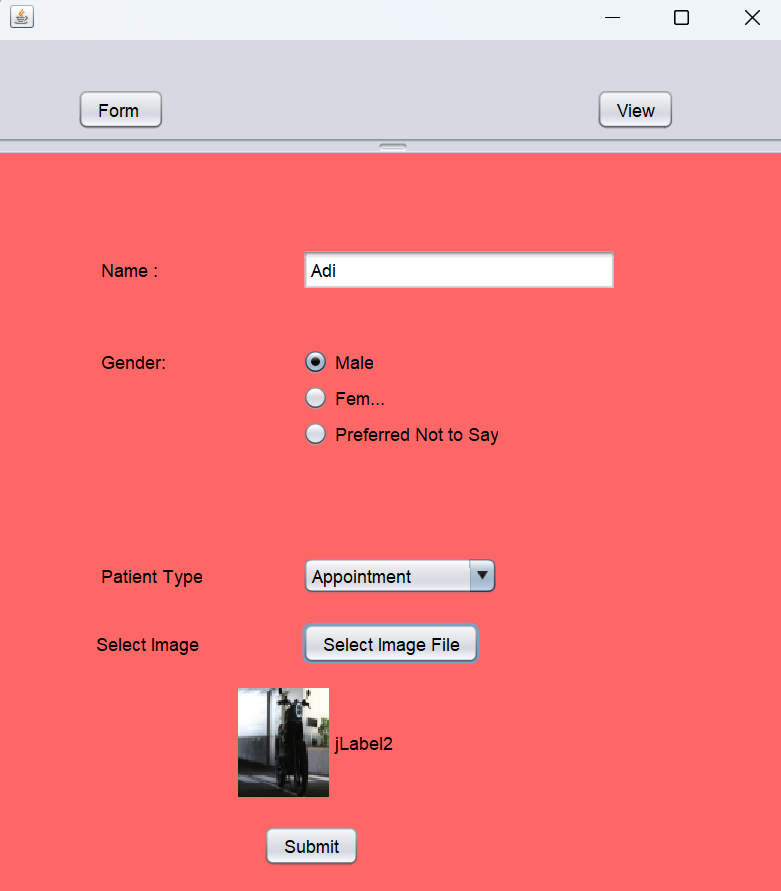 Form View
Name : Adi
Gender: Male
Fem...
Preferred Not to Say
Patient Type Appointment
Select Image Select Image File
jLabel2
Submit